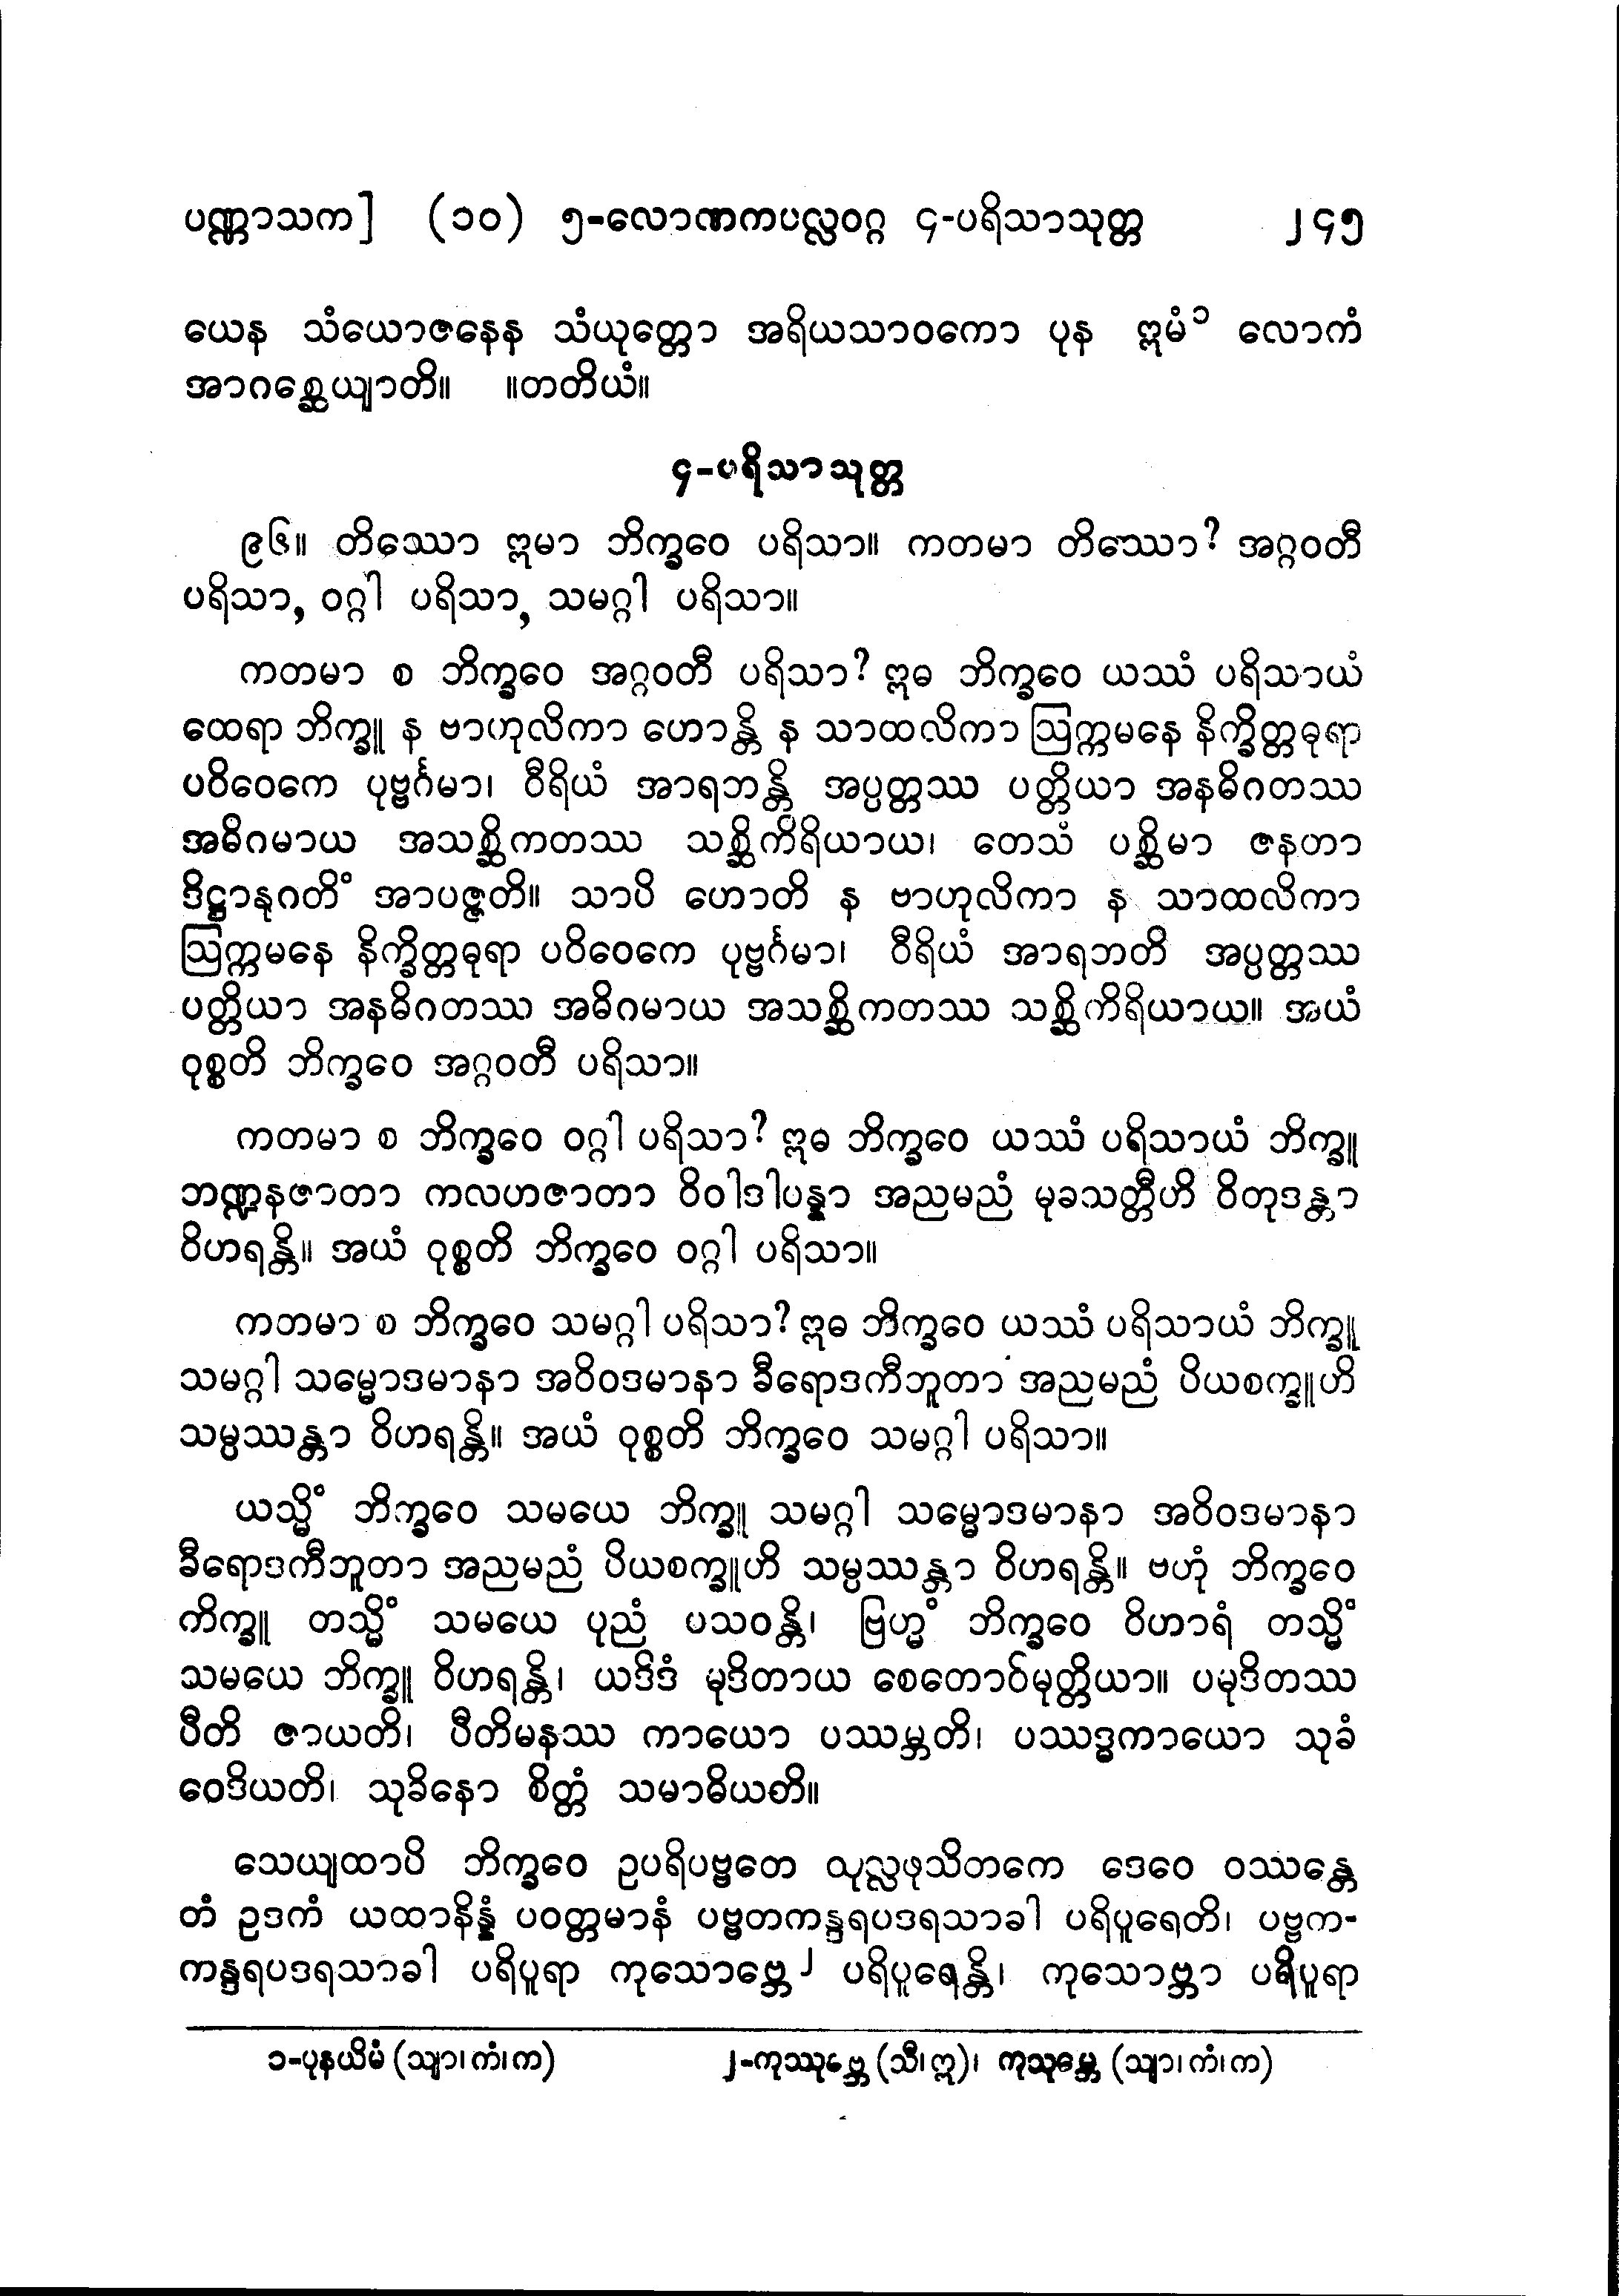 ပဏ္ဏာသက] (၁၀) ၅-လောဏကပလ္လဝဂ္ဂ ၄-ပရိသာသုတ္တ ၂၄၅
ယေန သံယောဇနေန သံယုတ္တော အရိယသာဝကော ပုန ဣမံ၁ လောကံ
အာဂစ္ဆေယျာတိ။ ။တတိယံ။
၄-ပရိသာသုတ္တ
၉၆။ တိဿော ဣမာ ဘိက္ခဝေ ပရိသာ။ ကတမာ တိဿော? အဂ္ဂဝတီ
ပရိသာ, ဝဂ္ဂါ ပရိသာ, သမဂ္ဂါ ပရိသာ။
ကတမာ စ ဘိက္ခဝေ အဂ္ဂဝတီ ပရိသာ? ဣဓ ဘိက္ခဝေ ယဿံ ပရိသာယံ
ထေရာ ဘိက္ခူ န ဗာဟုလိကာ ဟောန္တိ န သာထလိကာ ဩက္ကမနေ နိက္ခိတ္တဓုရာ
ပဝိဝေကေ ပုဗ္ဗင်္ဂမာ၊ ဝီရိယံ အာရဘန္တိ အပ္ပတ္တဿ ပတ္တိယာ အနဓိဂတဿ
အဓိဂမာယ အသစ္ဆိကတဿ သစ္ဆိကိရိယာယ၊ တေသံ ပစ္ဆိမာ ဇနတာ
ဒိဋ္ဌာနုဂတိံ အာပဇ္ဇတိ။ သာပိ ဟောတိ န ဗာဟုလိကာ န သာထလိကာ
ဩက္ကမနေ နိက္ခိတ္တဓုရာ ပဝိဝေကေ ပုဗ္ဗင်္ဂမာ၊ ဝီရိယံ အာရဘတိ အပ္ပတ္တဿ
ပတ္တိယာ အနဓိဂတဿ အဓိဂမာယ အသစ္ဆိကတဿ သစ္ဆိကိရိယာယ။ အယံ
ဝုစ္စတိ ဘိက္ခဝေ အဂ္ဂဝတီ ပရိသာ။
ကတမာ စ ဘိက္ခဝေ ဝဂ္ဂါ ပရိသာ? ဣဓ ဘိက္ခဝေ ယဿံ ပရိသာယံ ဘိက္ခူ
ဘဏ္ဍနဇာတာ ကလဟဇာတာ ဝိဝါဒါပန္နာ အညမညံ မုခသတ္တီဟိ ဝိတုဒန္တာ
ဝိဟရန္တိ။ အယံ ဝုစ္စတိ ဘိက္ခဝေ ဝဂ္ဂါ ပရိသာ။
ကတမာ စ ဘိက္ခဝေ သမဂ္ဂါ ပရိသာ? ဣဓ ဘိက္ခဝေ ယဿံ ပရိသာယံ ဘိက္ခူ
သမဂ္ဂါ သမ္မောဒမာနာ အဝိဝဒမာနာ ခီရောဒကီဘူတာ အညမညံ ပိယစက္ခူဟိ
သမ္ပဿန္တာ ဝိဟရန္တိ။ အယံ ဝုစ္စတိ ဘိက္ခဝေ သမဂ္ဂါ ပရိသာ။
ယသ္မိံ ဘိက္ခဝေ သမယေ ဘိက္ခူ သမဂ္ဂါ သမ္မောဒမာနာ အဝိဝဒမာနာ
ခီရောဒကီဘူတာ အညမညံ ပိယစက္ခူဟိ သမ္ပဿန္တာ ဝိဟရန္တိ။ ဗဟုံ ဘိက္ခဝေ
ကိက္ခူ တသ္မိံ သမယေ ပုညံ ပသဝန္တိ၊ ဗြဟ္မံ ဘိက္ခဝေ ဝိဟာရံ တသ္မိံ
သမယေ ဘိက္ခူ ဝိဟရန္တိ၊ ယဒိဒံ မုဒိတာယ စေတောဝိမုတ္တိယာ။ ပမုဒိတဿ
ပီတိ ဇာယတိ၊ ပီတိမနဿ ကာယော ပဿမ္ဘတိ၊ ပဿဒ္ဓကာယော သုခံ
ဝေဒိယတိ၊ သုခိနော စိတ္တံ သမာဓိယတိ။
သေယျထာပိ ဘိက္ခဝေ ဥပရိပဗ္ဗတေ ထုလ္လဖုသိတကေ ဒေဝေ ဝဿန္တေ
တံ ဥဒကံ ယထာနိန္နံ ပဝတ္တမာနံ ပဗ္ဗတကန္ဒရပဒရသာခါ ပရိပူရေတိ၊ ပဗ္ဗက-
ကန္ဒရပဒရသာခါ ပရိပူရာ ကုသောဗ္ဘေ၂ ပရိပူရေန္တိ၊ ကုသောဗ္ဘာ ပရိပူရာ
၁-ပုနယိမံ (သျာ၊ကံ၊က) ၂-ကုဿုဗ္ဘေ (သီ၊ဣ)၊ ကုသုမ္ဘေ (သျာ၊ကံ၊က)